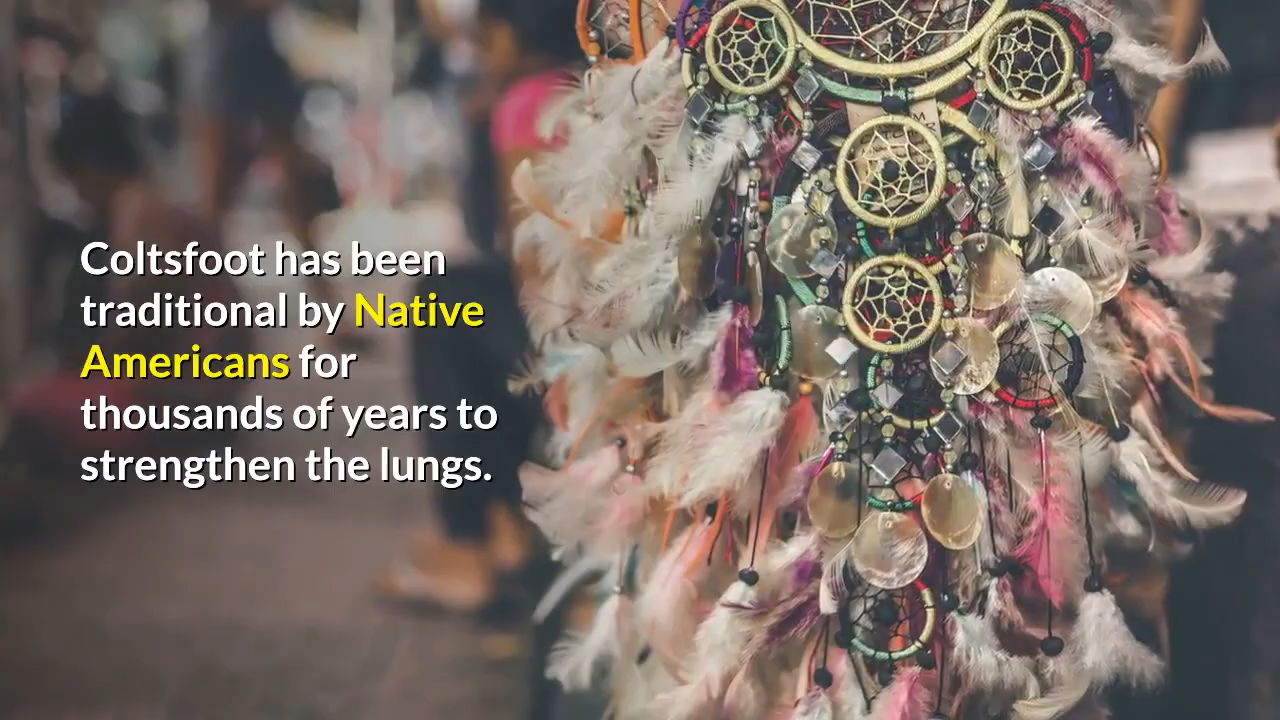 Coltsfoot has been
traditional by Native
Americans for
thousands of years to
strengthen the lungs.